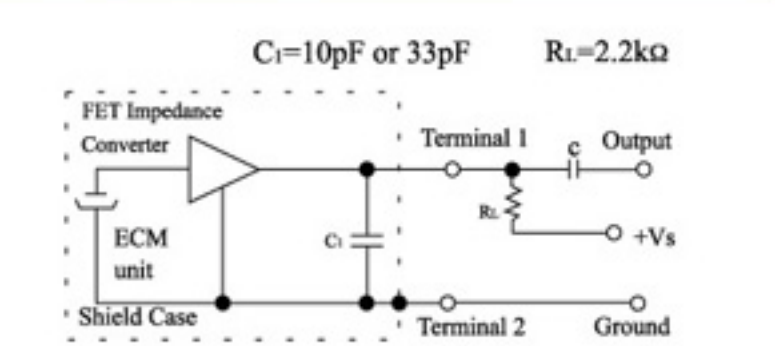 C1=10pF or 33pF RL=2.2kΩ
FET Impedance
Converter
Terminal 1
C
Output
RL
+Vs
ECM
unit
C1
Shield Case
Terminal 2
Ground